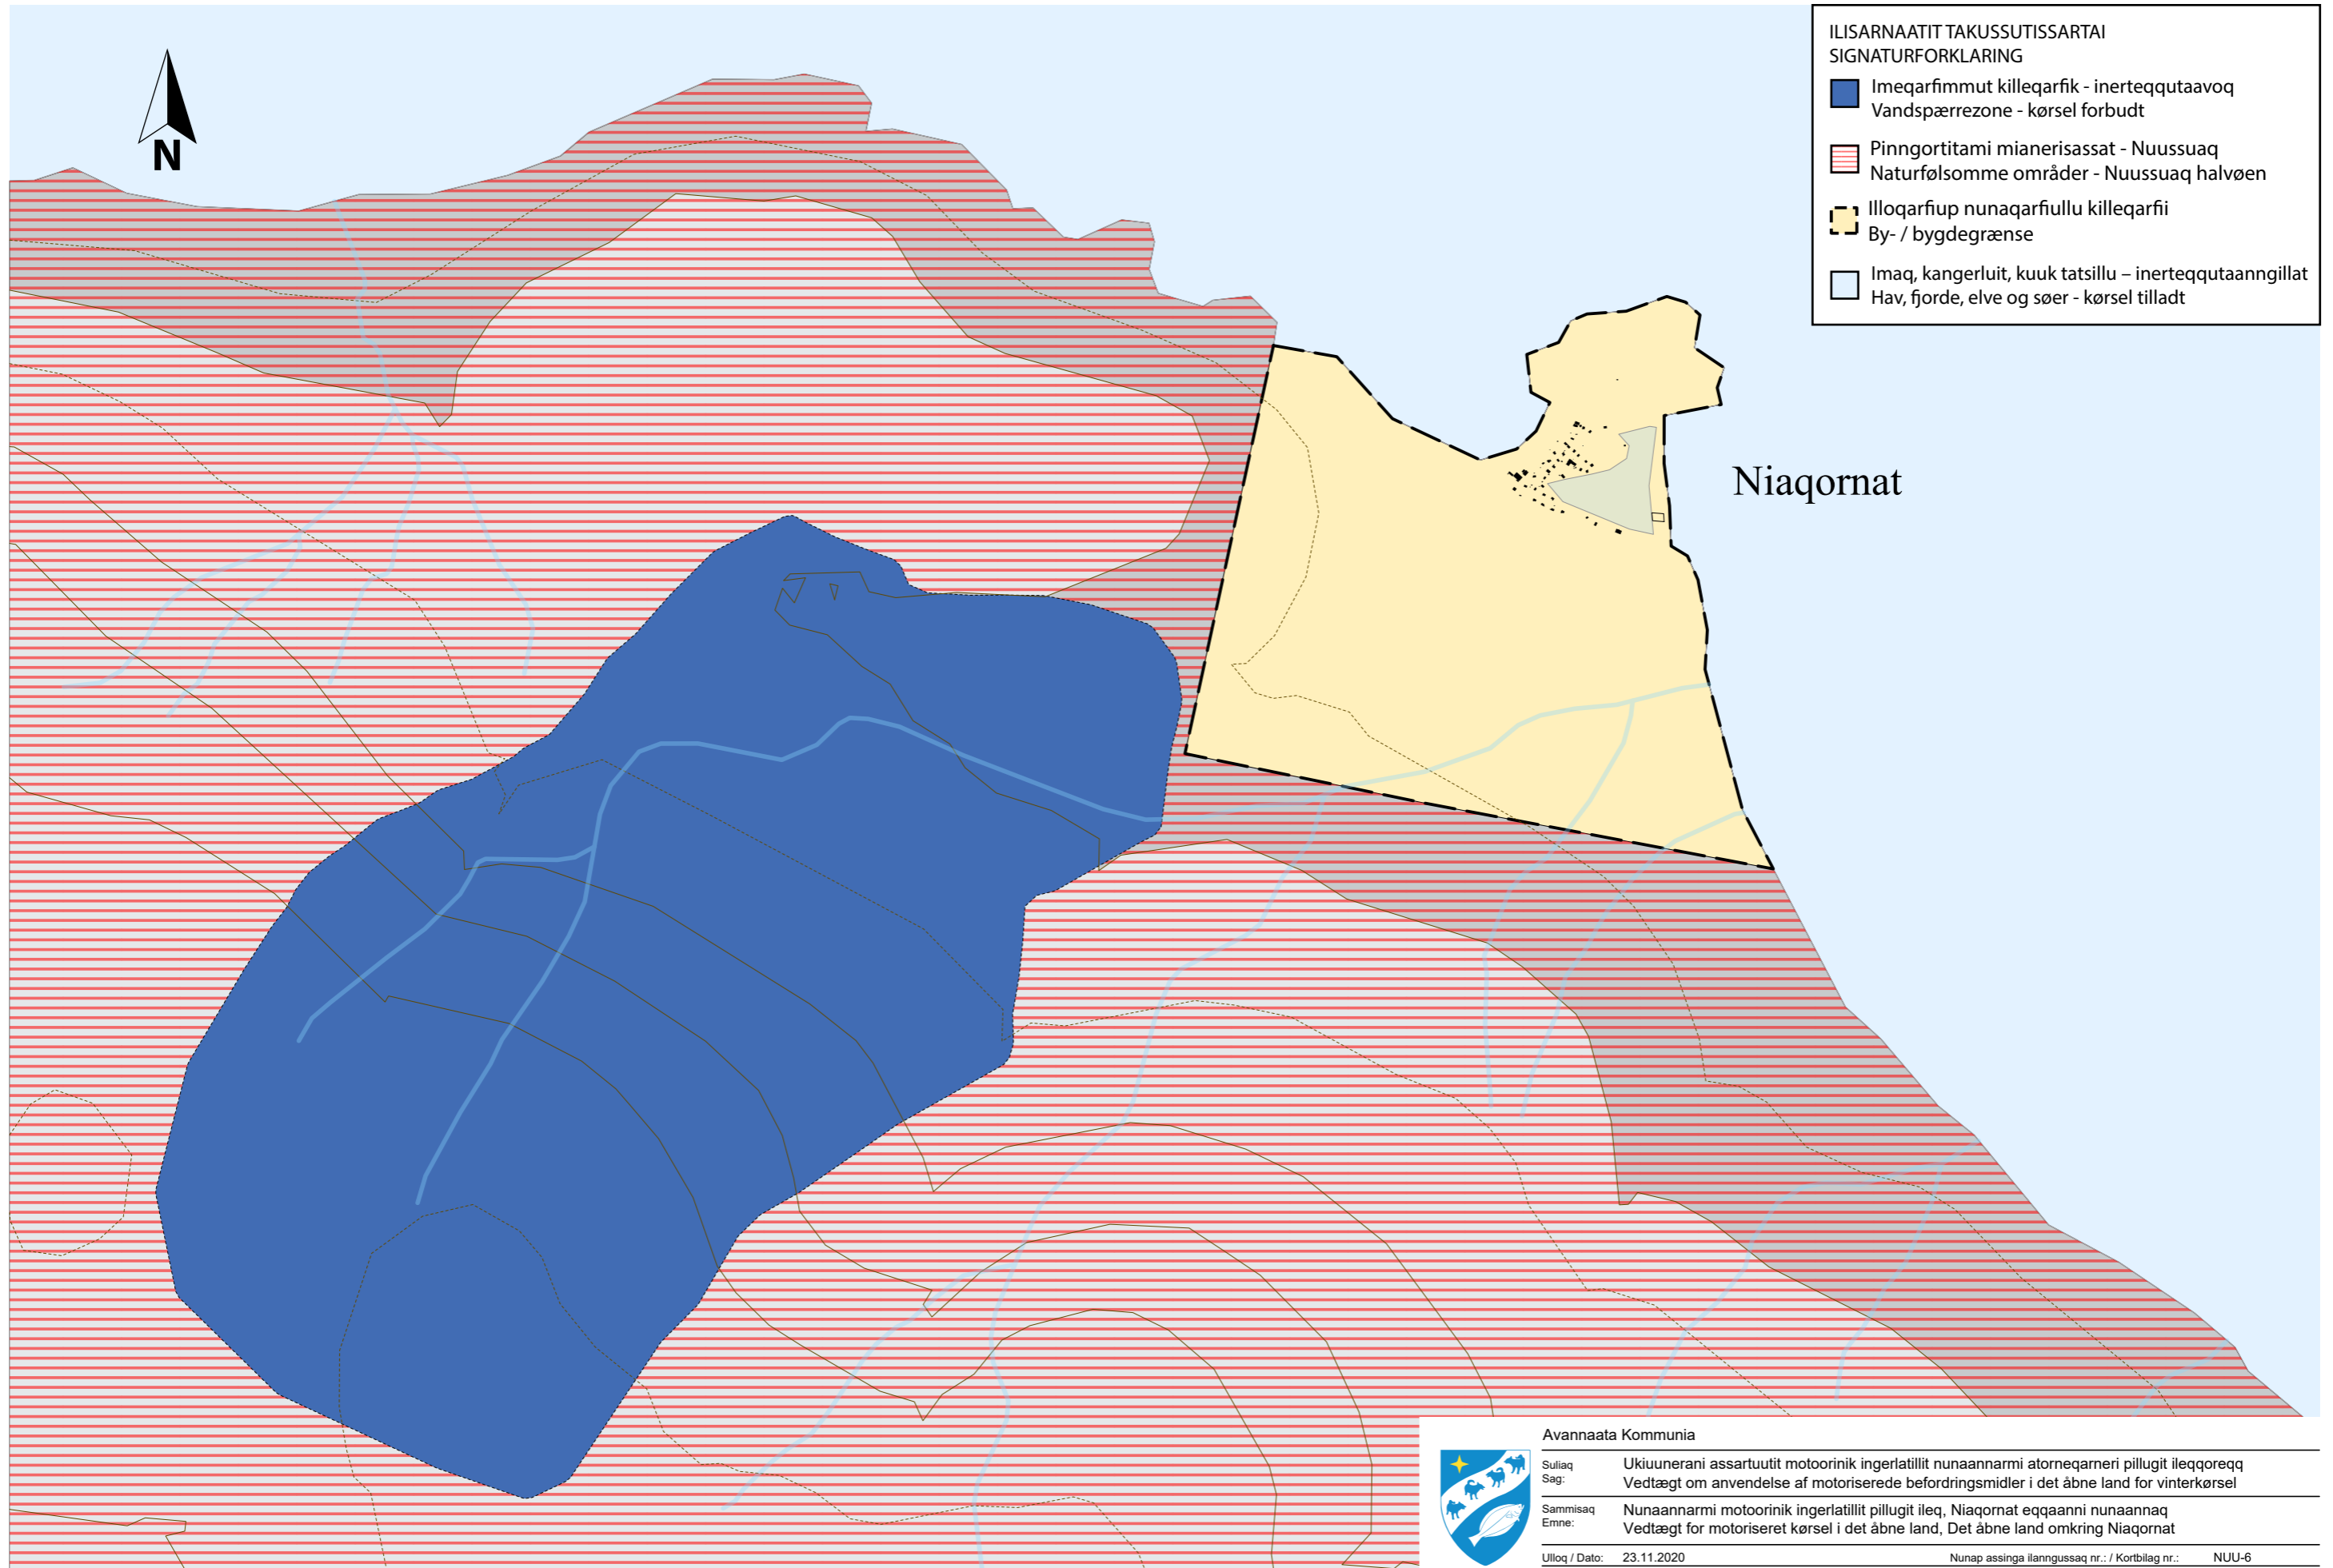 N
ILISARNAATIT TAKUSSUTISSARTAI
SIGNATURFORKLARING
Imeqarfimmut killeqarfik - inerteqqutaavoq
Vandspærrezone - kørsel forbudt
Pinngortitami mianerisassat - Nuussuaq
Naturfølsomme områder - Nuussuaq halvøen
Illoqarfiup nunaqarfiullu killeqarfii
By- / bygdegrænse
Imaq, kangerluit, kuuk tatsillu – inerteqqutaanngillat
Hav, fjorde, elve og søer - kørsel tilladt
Niaqornat
Avannaata Kommunia
Suliaq Ukiuunerani assartuutit motoorinik ingerlatillit nunaannarmi atorneqarneri pillugit ileqqoreqq
Sag: Vedtægt om anvendelse af motoriserede befordringsmidler i det åbne land for vinterkørsel
Sammisaq Nunaannarmi motoorinik ingerlatillit pillugit ileq, Niaqornat eqqaanni nunaannaq
Emne: Vedtægt for motoriseret kørsel i det åbne land, Det åbne land omkring Niaqornat
Ulloq / Dato: 23.11.2020 Nunap assinga ilanngussaq nr.: / Kortbilag nr.: NUU-6